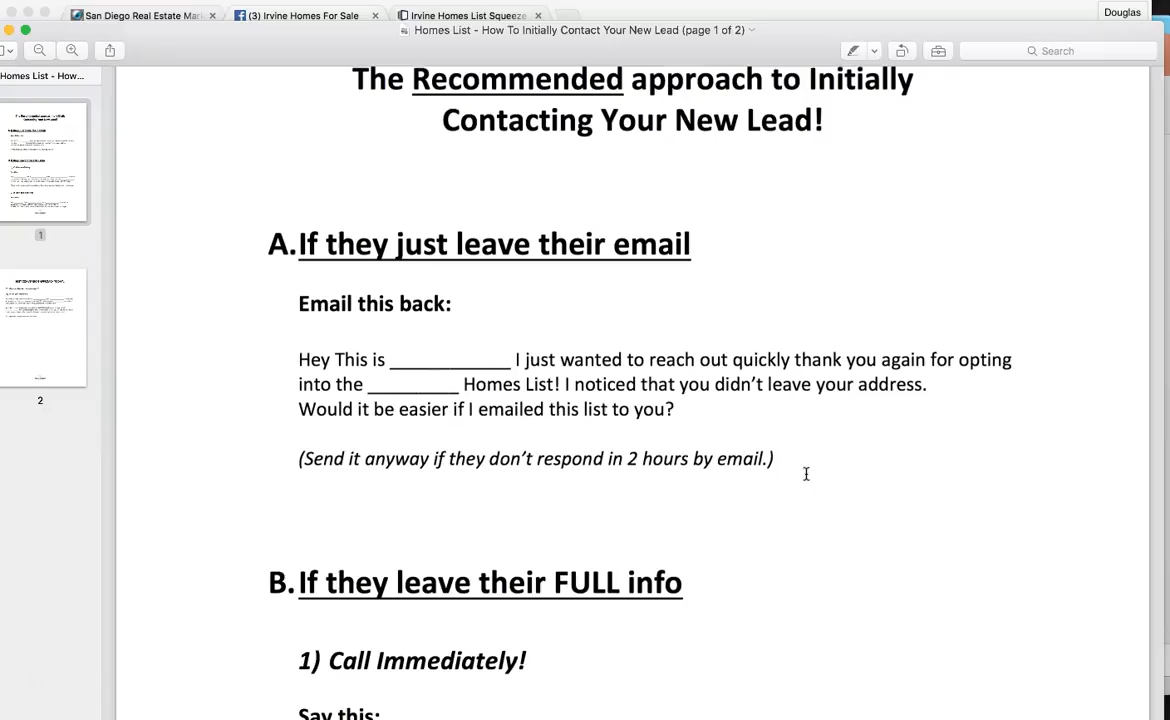 San Diego Real Estate Mark
(3) Irvine Homes For Sale
Irvine Homes List Squeeze
Douglas
Homes List - How To Initially Contact Your New Lead (page 1 of 2)
Search
Homes List - How...
1
2
The Recommended approach to Initially
Contacting Your New Lead!
A. If they just leave their email
Email this back:
Hey This is ____________ I just wanted to reach out quickly thank you again for opting
into the _________ Homes List! I noticed that you didn't leave your address.
Would it be easier if I emailed this list to you?
(Send it anyway if they don't respond in 2 hours by email.)
B. If they leave their FULL info
1) Call Immediately!
Say this: